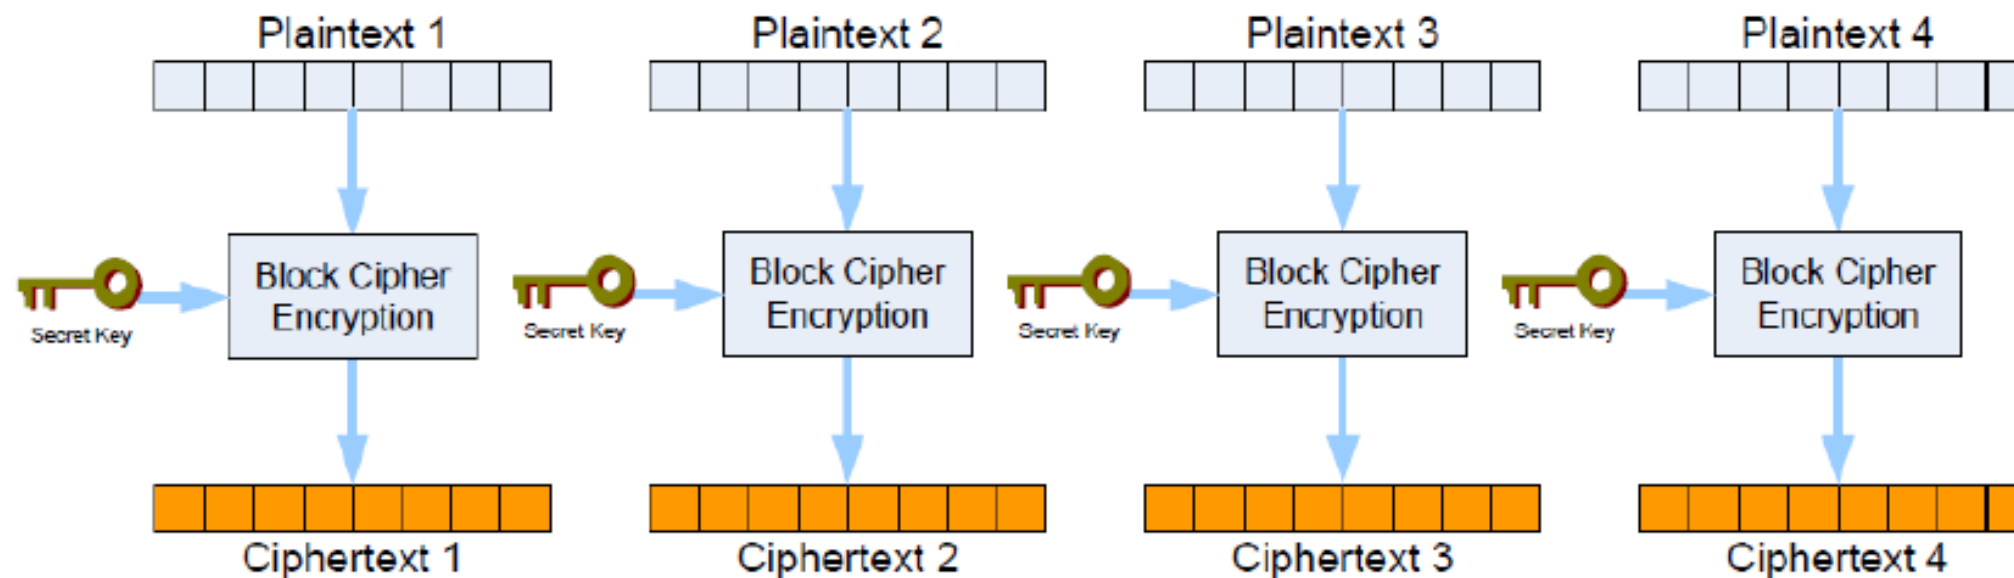 Plaintext 1
Plaintext 2
Plaintext 3
Plaintext 4
Block Cipher
Encryption
Secret Key
Block Cipher
Encryption
Secret Key
Block Cipher
Encryption
Secret Key
Block Cipher
Encryption
Secret Key
Ciphertext 1
Ciphertext 2
Ciphertext 3
Ciphertext 4